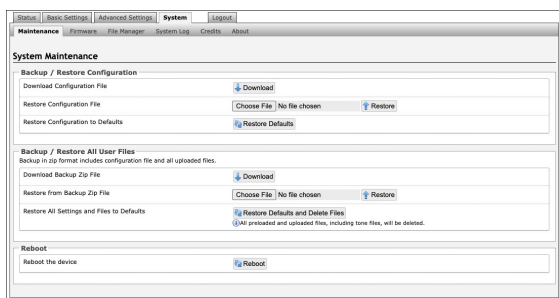 Status Basic Settings Advanced Settings System Logout
Maintenance Firmware File Manager System Log Credits About
System Maintenance
Backup / Restore Configuration
Download Configuration File Download
Restore Configuration File Choose File No file chosen Restore
Restore Configuration to Defaults Restore Defaults
Backup / Restore All User Files
Backup in zip format includes configuration file and all uploaded files.
Download Backup Zip File Download
Restore from Backup Zip File Choose File No file chosen Restore
Restore All Settings and Files to Defaults Restore Defaults and Delete Files
All preloaded and uploaded files, including tone files, will be deleted.
Reboot
Reboot the device Reboot